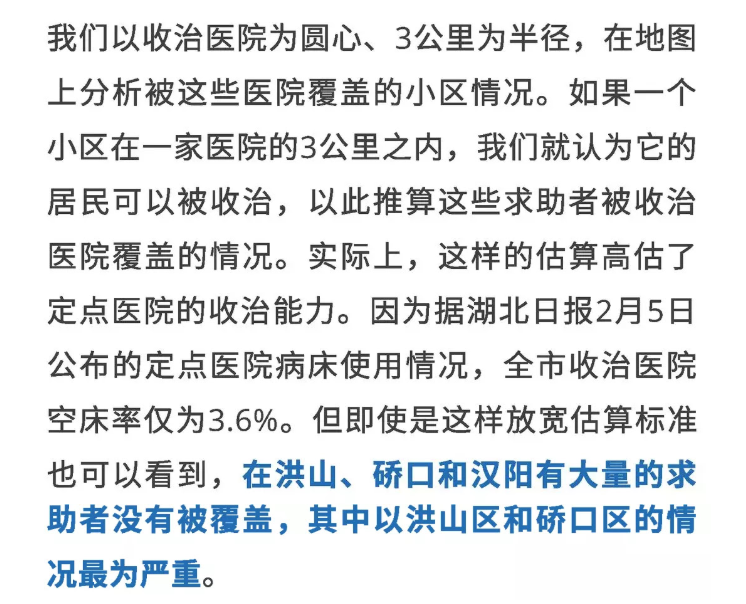 我们以收治医院为圆心、3公里为半径，在地图
上分析被这些医院覆盖的小区情况。如果一个
小区在一家医院的3公里之内，我们就认为它的
居民可以被收治，以此推算这些求助者被收治
医院覆盖的情况。实际上，这样的估算高估了
定点医院的收治能力。因为据湖北日报2月5日
公布的定点医院病床使用情况，全市收治医院
空床率仅为3.6%。但即使是这样放宽估算标准
也可以看到，在洪山、硚口和汉阳有大量的求
助者没有被覆盖，其中以洪山区和硚口区的情
况最为严重。